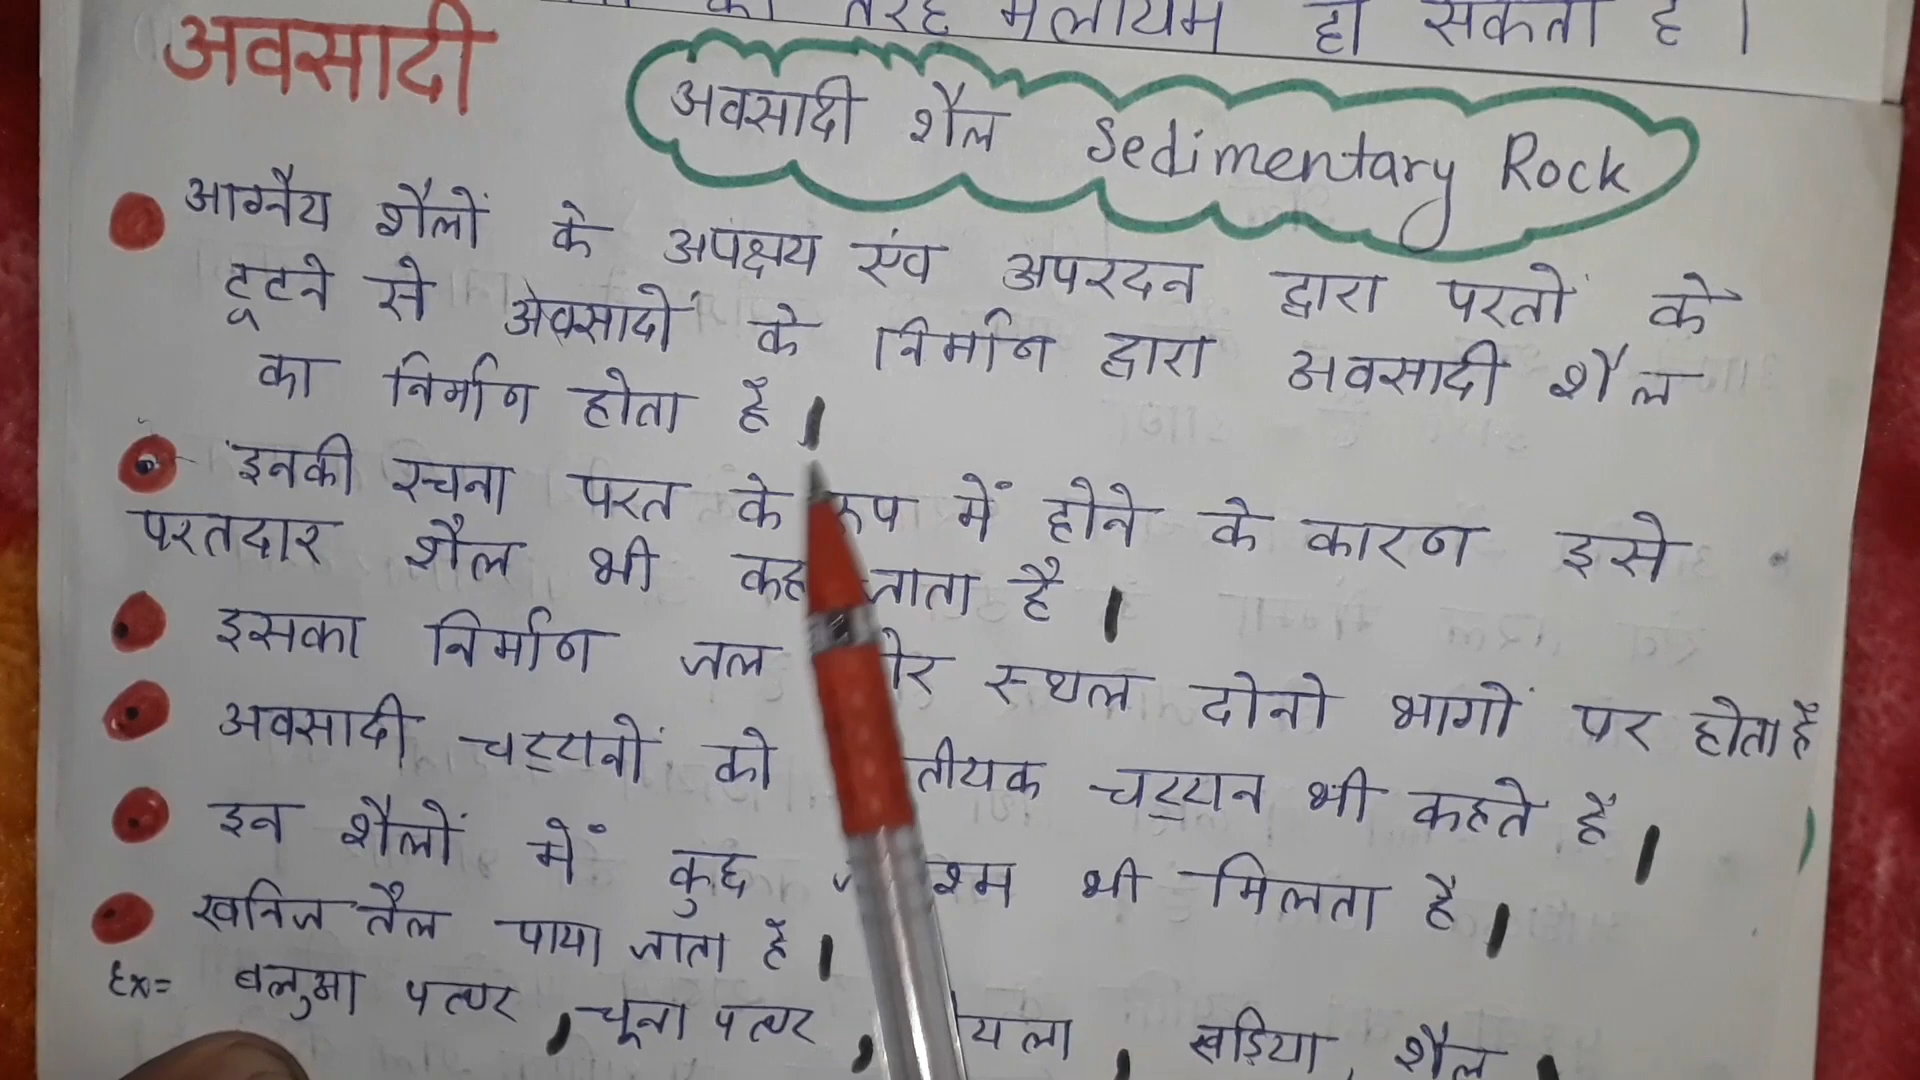 तरह मुलायम हो सकता है।
अवसादी
अवसादी शैल Sedimentary Rock
आग्नैय शैलों के अपक्षय एंव अपरदन द्वारा परतों के
टूटने से अवसादों के निर्माण द्वारा अवसादी शैल
का निर्माण होता है।
इनकी रचना परत के रूप में होने के कारण इसे
परतदार शैल भी कहा जाता है।
इसका निर्माण जल और स्थल दोनो भागों पर होता है
अवसादी चट्टानों को चट्टान भी कहते हैं।
इन शैलों में कुछ भी मिलता है।
खनिज तैल पाया जाता है।
Ex= बलुआ पत्थर, चूना पत्थर, कोयला, खड़िया, शैल,